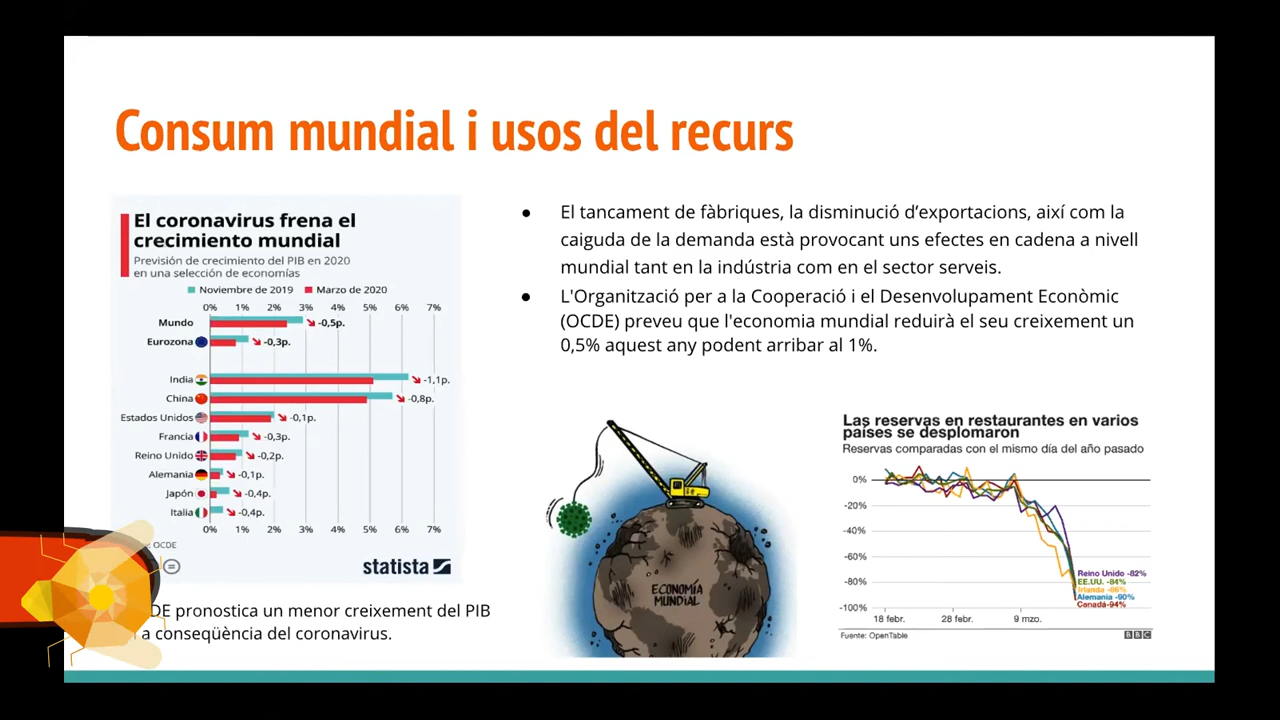 Consum mundial i usos del recurs
El coronavirus frena el
crecimiento mundial
Previsión de crecimiento del PIB en 2020
en una selección de economías
Noviembre de 2019 Marzo de 2020
0% 1% 2% 3% 4% 5% 6% 7%
Mundo -0,5p.
Eurozona -0,3p.
India -1,1p.
China -0,8p.
Estados Unidos -0,1p.
Francia -0,3p.
Reino Unido -0,2p.
Alemania -0,1p.
Japón -0,4p.
Italia -0,4p.
0% 1% 2% 3% 4% 5% 6% 7%
OCDE
statista
DE pronostica un menor creixement del PIB
a conseqüència del coronavirus.
● El tancament de fàbriques, la disminució d’exportacions, així com la
caiguda de la demanda està provocant uns efectes en cadena a nivell
mundial tant en la indústria com en el sector serveis.
● L'Organització per a la Cooperació i el Desenvolupament Econòmic
(OCDE) preveu que l'economia mundial reduirà el seu creixement un
0,5% aquest any podent arribar al 1%.
ECONOMÍA
MUNDIAL
Las reservas en restaurantes en varios
países se desplomaron
Reservas comparadas con el mismo día del año pasado
0%
-20%
-40%
-60%
-80%
-100%
Reino Unido -82%
EE.UU. -84%
Irlanda -86%
Alemania -90%
Canadá-94%
18 febr. 28 febr. 9 mzo.
Fuente: OpenTable BBC